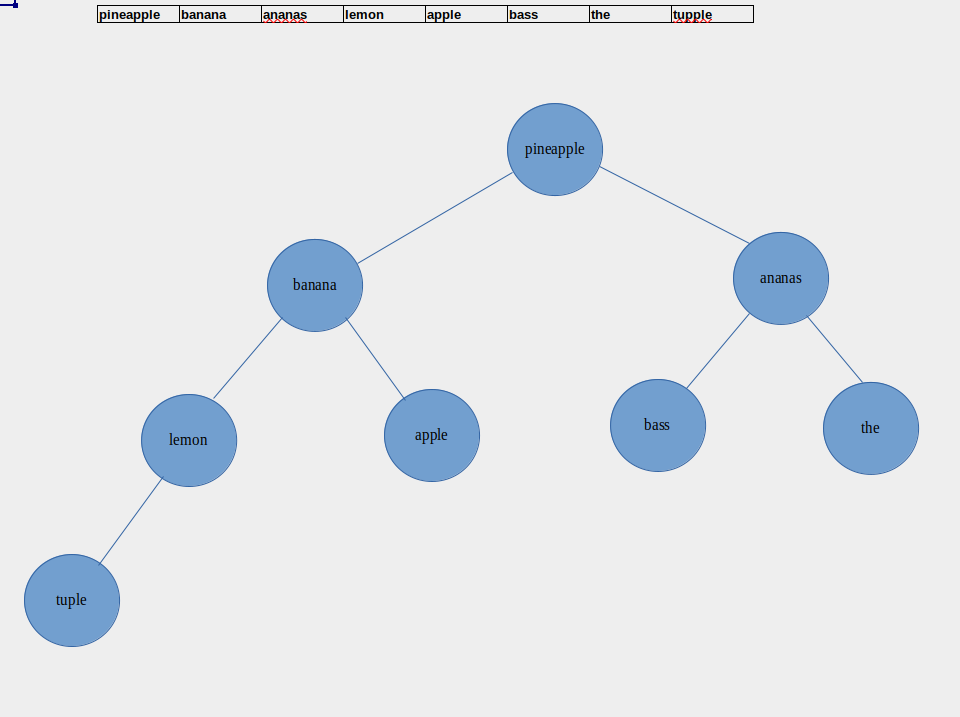 pineapple banana ananas lemon apple bass the tupple
pineapple
banana
ananas
lemon
apple
bass
the
tuple